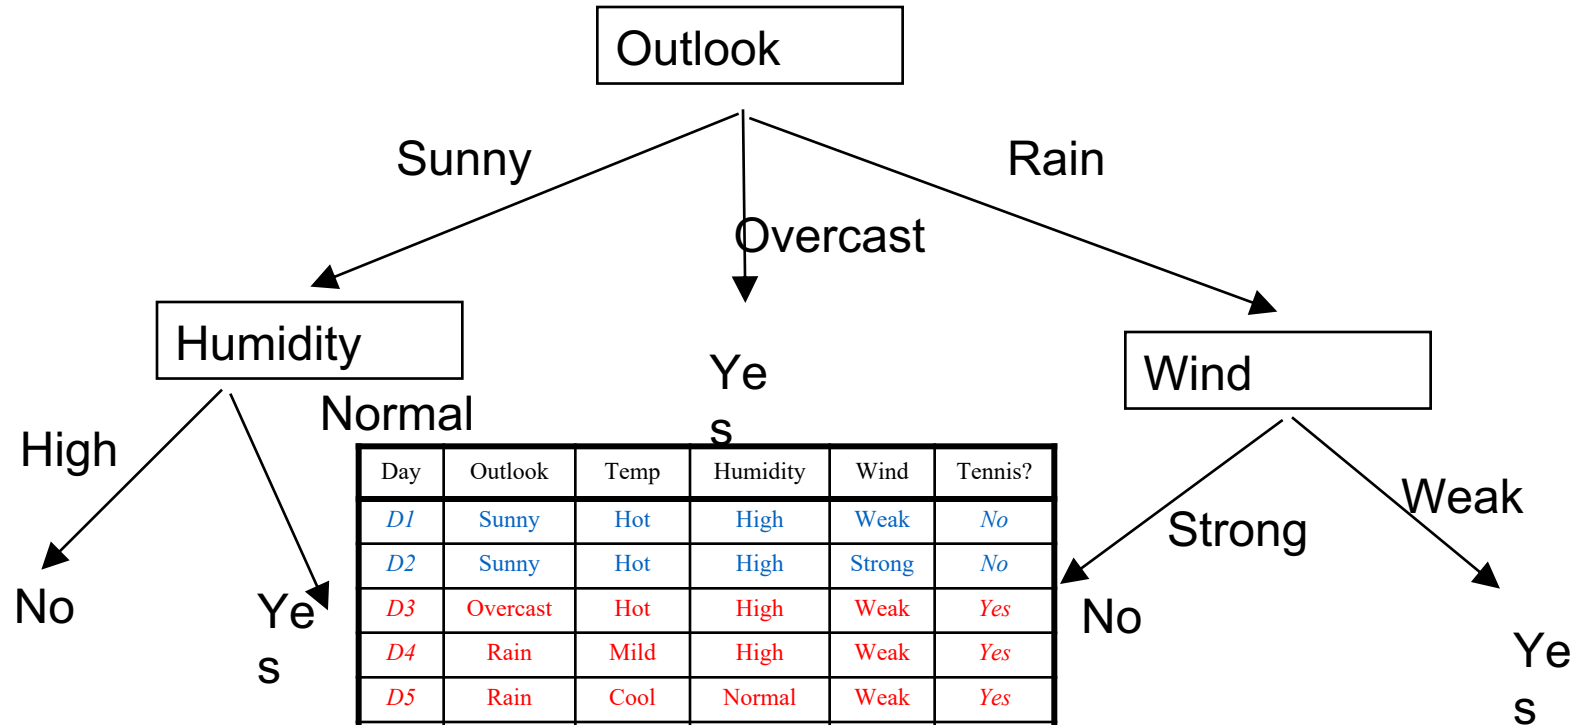 Outlook
Sunny
Rain
Overcast
Humidity
Ye
s
Wind
High
Normal
Strong
Weak
No
Ye
s
No
Ye
s
Day Outlook Temp Humidity Wind Tennis?
D1 Sunny Hot High Weak No
D2 Sunny Hot High Strong No
D3 Overcast Hot High Weak Yes
D4 Rain Mild High Weak Yes
D5 Rain Cool Normal Weak Yes